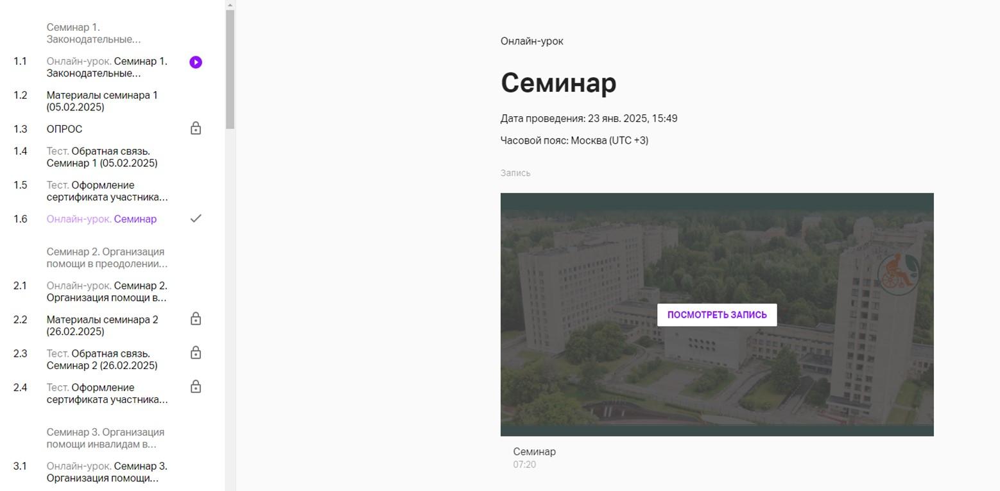 Семинар 1.
Законодательные...
1.1 Онлайн-урок. Семинар 1.
Законодательные...
1.2 Материалы семинара 1
(05.02.2025)
1.3 ОПРОС
1.4 Тест. Обратная связь.
Семинар 1 (05.02.2025)
1.5 Тест. Оформление
сертификата участника...
1.6 Онлайн-урок. Семинар
Семинар 2. Организация
помощи в преодолении...
2.1 Онлайн-урок. Семинар 2.
Организация помощи в...
2.2 Материалы семинара 2
(26.02.2025)
2.3 Тест. Обратная связь.
Семинар 2 (26.02.2025)
2.4 Тест. Оформление
сертификата участника...
Семинар 3. Организация
помощи инвалидам в...
3.1 Онлайн-урок. Семинар 3.
Организация помощи...
Онлайн-урок
Семинар
Дата проведения: 23 янв. 2025, 15:49
Часовой пояс: Москва (UTC +3)
Запись
ПОСМОТРЕТЬ ЗАПИСЬ
Семинар
07:20